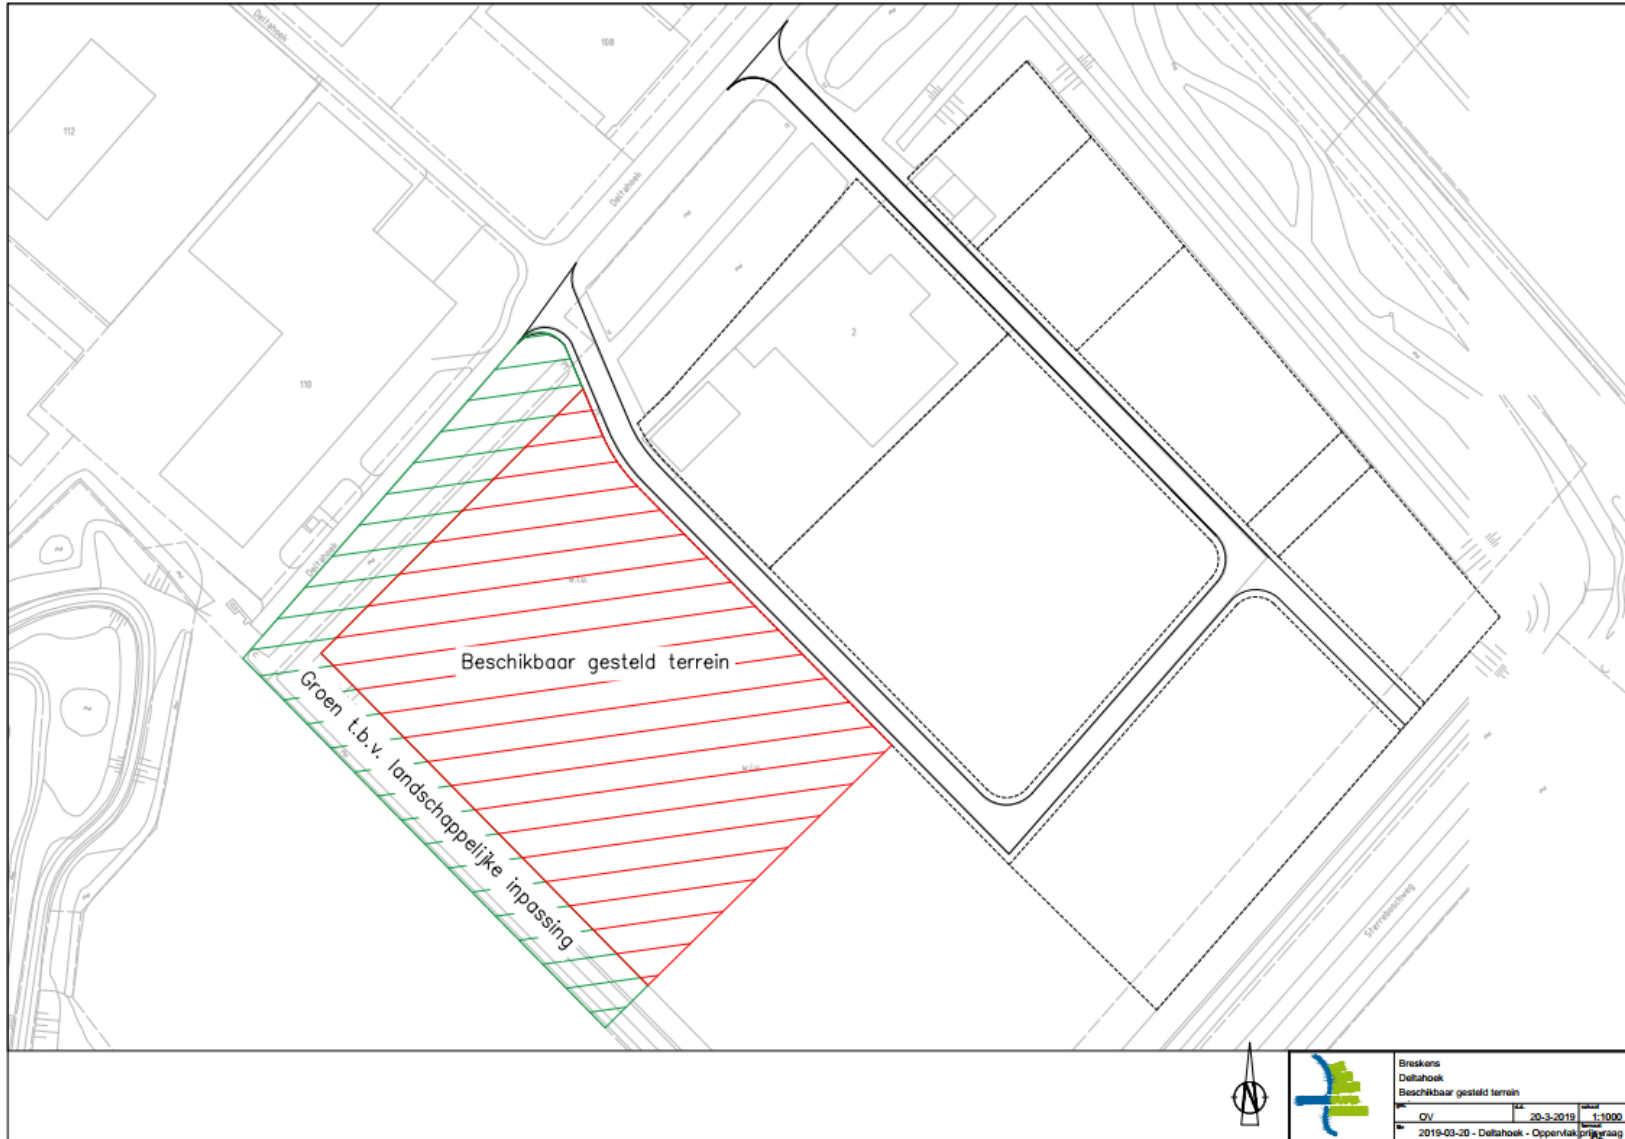 Deltahoek
108
112
Deltahoek
2
110
Deltahoek
w.i.a.
Beschikbaar gesteld terrein
Groen t.b.v. landschappelijke inpassing
w.i.a.
Sterreboschweg
N
Breskens
Deltahoek
Beschikbaar gesteld terrein
OV 20-3-2019 1:1000
2019-03-20 - Deltahoek - Oppervlak